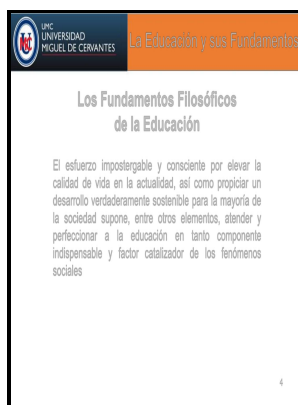 UMC
UNIVERSIDAD
MIGUEL DE CERVANTES
La Educación y sus Fundamentos
Los Fundamentos Filosóficos
de la Educación
El esfuerzo impostergable y consciente por elevar la
calidad de vida en la actualidad, así como propiciar un
desarrollo verdaderamente sostenible para la mayoría de
la sociedad supone, entre otros elementos, atender y
perfeccionar a la educación en tanto componente
indispensable y factor catalizador de los fenómenos
sociales
4